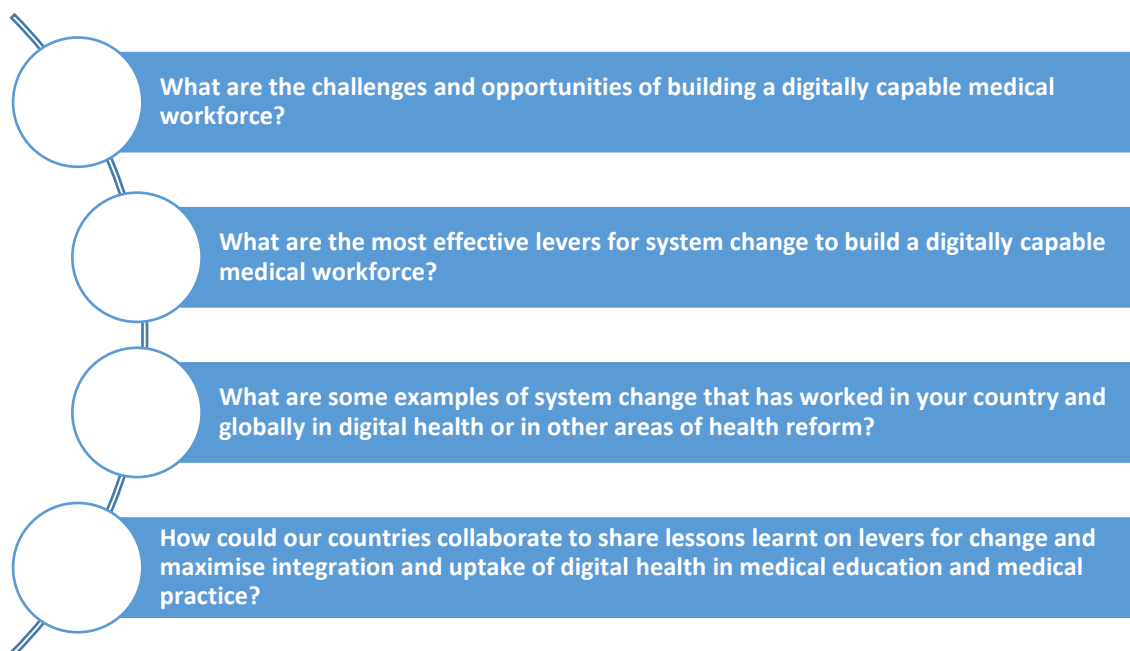 What are the challenges and opportunities of building a digitally capable medical
workforce?
What are the most effective levers for system change to build a digitally capable
medical workforce?
What are some examples of system change that has worked in your country and
globally in digital health or in other areas of health reform?
How could our countries collaborate to share lessons learnt on levers for change and
maximise integration and uptake of digital health in medical education and medical
practice?